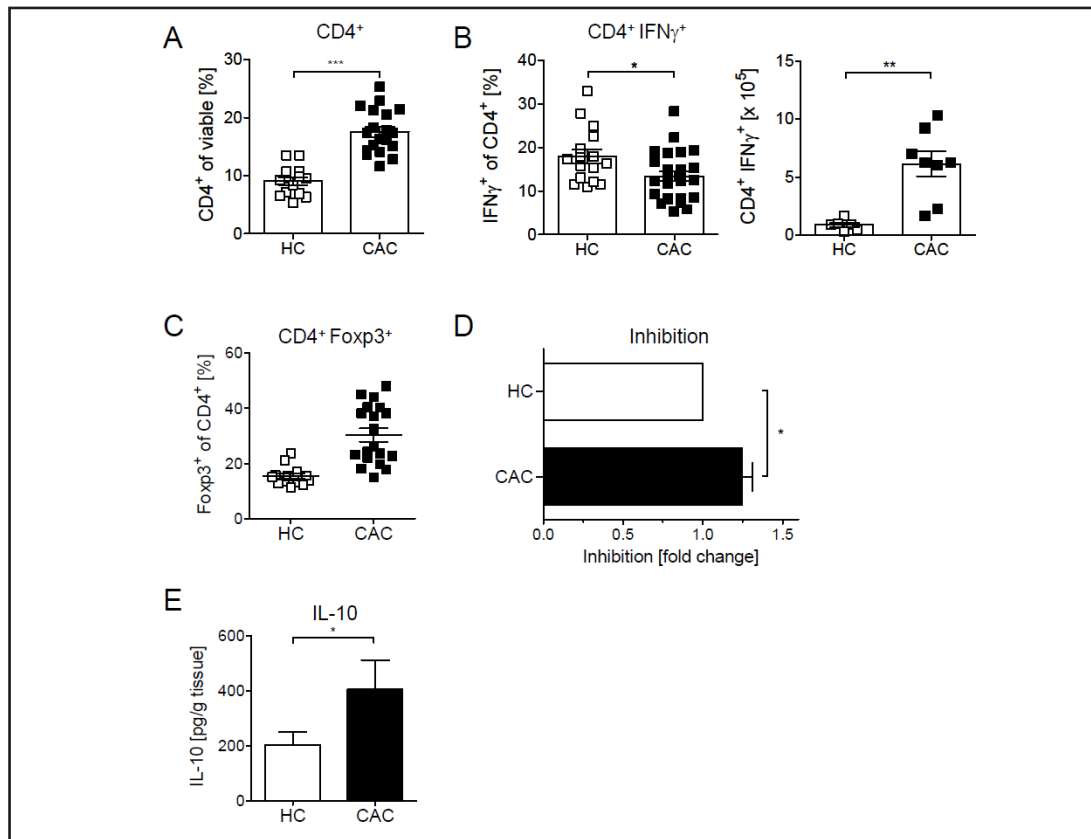 A
CD4⁺
CD4⁺ of viable [%]
30
20
10
0
***
HC
CAC
B
CD4⁺ IFNγ⁺
IFNγ⁺ of CD4⁺ [%]
40
30
20
10
0
*
HC
CAC
CD4⁺ IFNγ⁺ [x 10⁵]
15
10
5
0
**
HC
CAC
C
CD4⁺ Foxp3⁺
Foxp3⁺ of CD4⁺ [%]
60
40
20
0
HC
CAC
D
Inhibition
HC
CAC
*
0.0
0.5
1.0
1.5
Inhibition [fold change]
E
IL-10
IL-10 [pg/g tissue]
600
400
200
0
*
HC
CAC